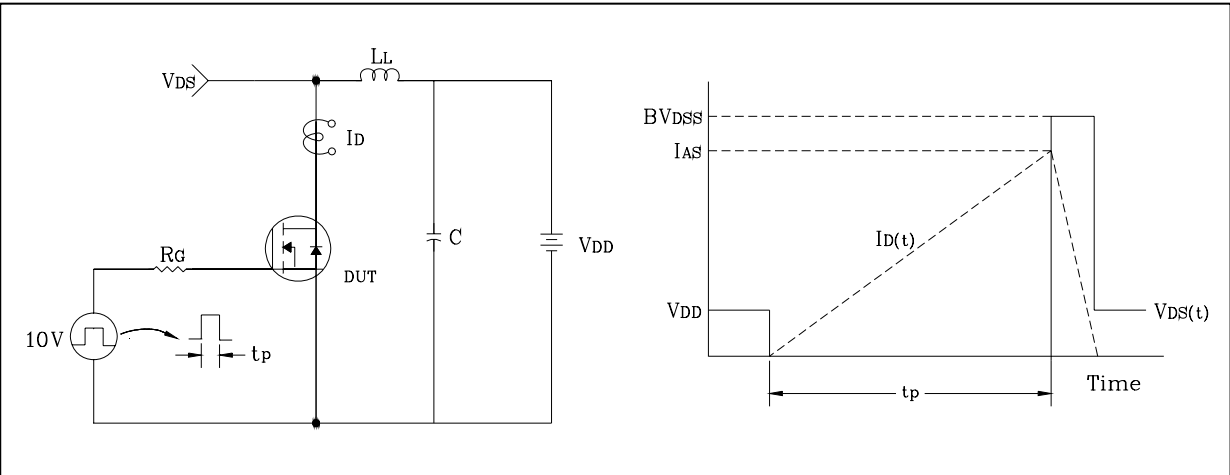 LL
VDS
ID
RG
C
VDD
DUT
10V
tp
BVDSS
IAS
ID(t)
VDD
VDS(t)
Time
tp